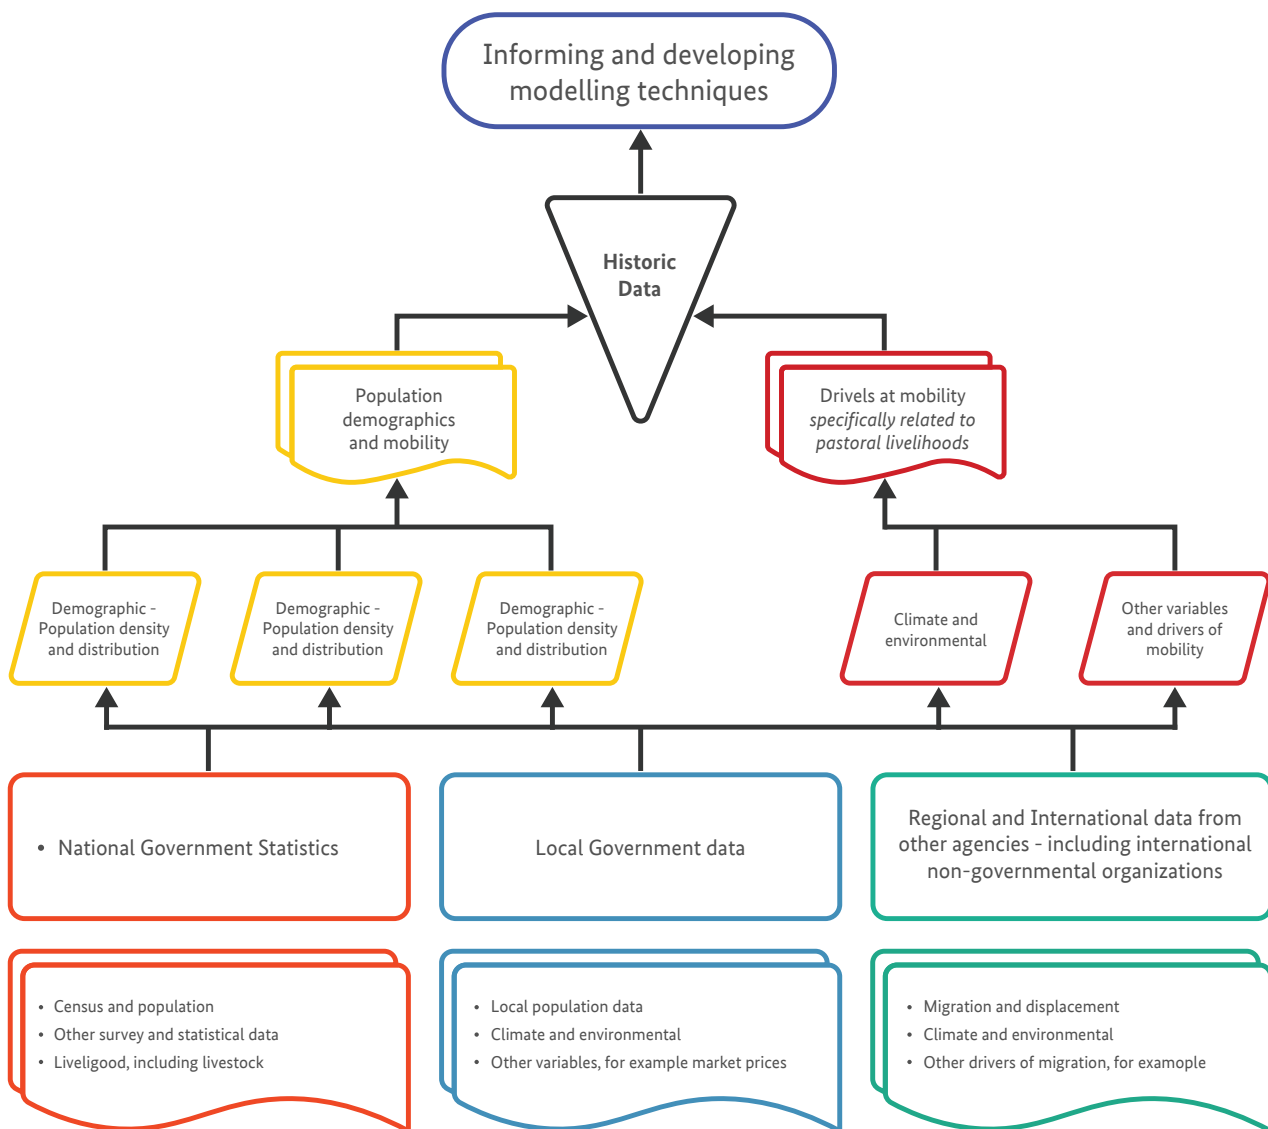 Informing and developing
modelling techniques
Historic
Data
Population
demographics
and mobility
Drivels at mobility
specifically related to
pastoral livelihoods
Demographic -
Population density
and distribution
Demographic -
Population density
and distribution
Demographic -
Population density
and distribution
Climate and
environmental
Other variables
and drivers of
mobility
• National Government Statistics
Local Government data
Regional and International data from
other agencies - including international
non-governmental organizations
• Census and population
• Other survey and statistical data
• Liveligood, including livestock
• Local population data
• Climate and environmental
• Other variables, for example market prices
• Migration and displacement
• Climate and environmental
• Other drivers of migration, for examople